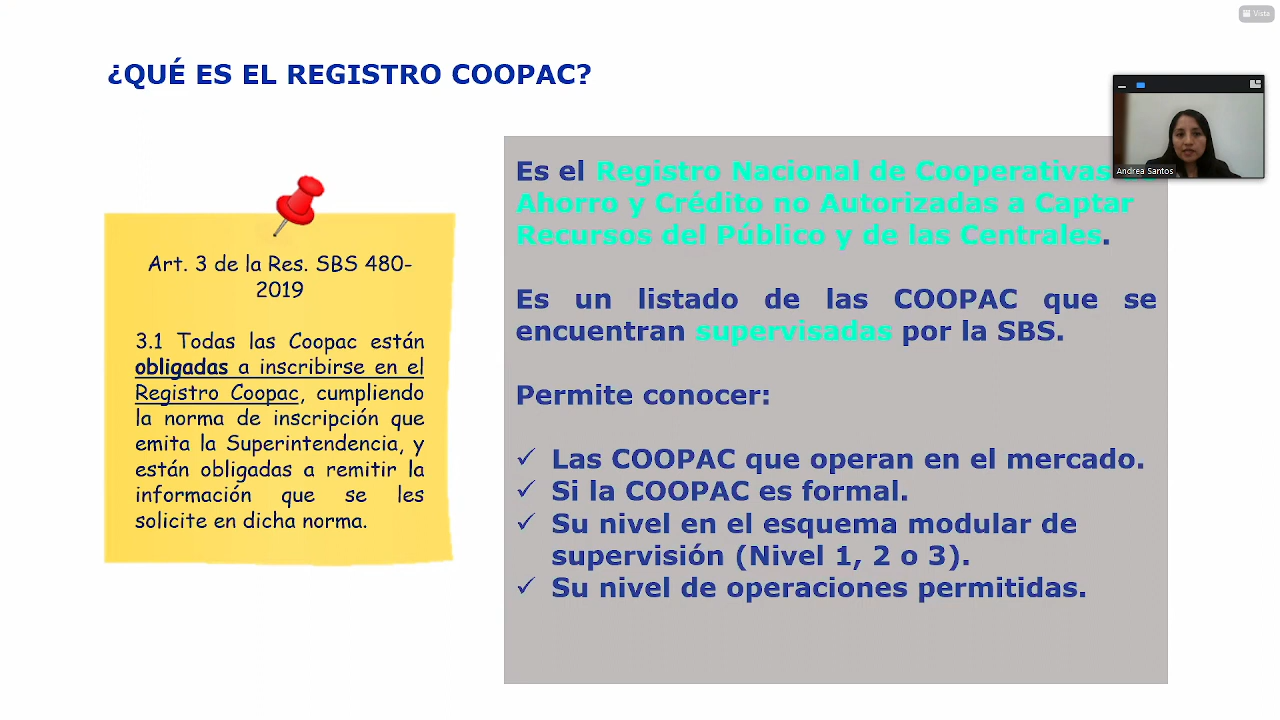 Vista
¿QUÉ ES EL REGISTRO COOPAC?
Andrea Santos
Art. 3 de la Res. SBS 480-
2019
3.1 Todas las Coopac están
obligadas a inscribirse en el
Registro Coopac, cumpliendo
la norma de inscripción que
emita la Superintendencia, y
están obligadas a remitir la
información que se les
solicite en dicha norma.
Es el Registro Nacional de Cooperativas
Ahorro y Crédito no Autorizadas a Captar
Recursos del Público y de las Centrales.
Es un listado de las COOPAC que se
encuentran supervisadas por la SBS.
Permite conocer:
✓ Las COOPAC que operan en el mercado.
✓ Si la COOPAC es formal.
✓ Su nivel en el esquema modular de
supervisión (Nivel 1, 2 o 3).
✓ Su nivel de operaciones permitidas.